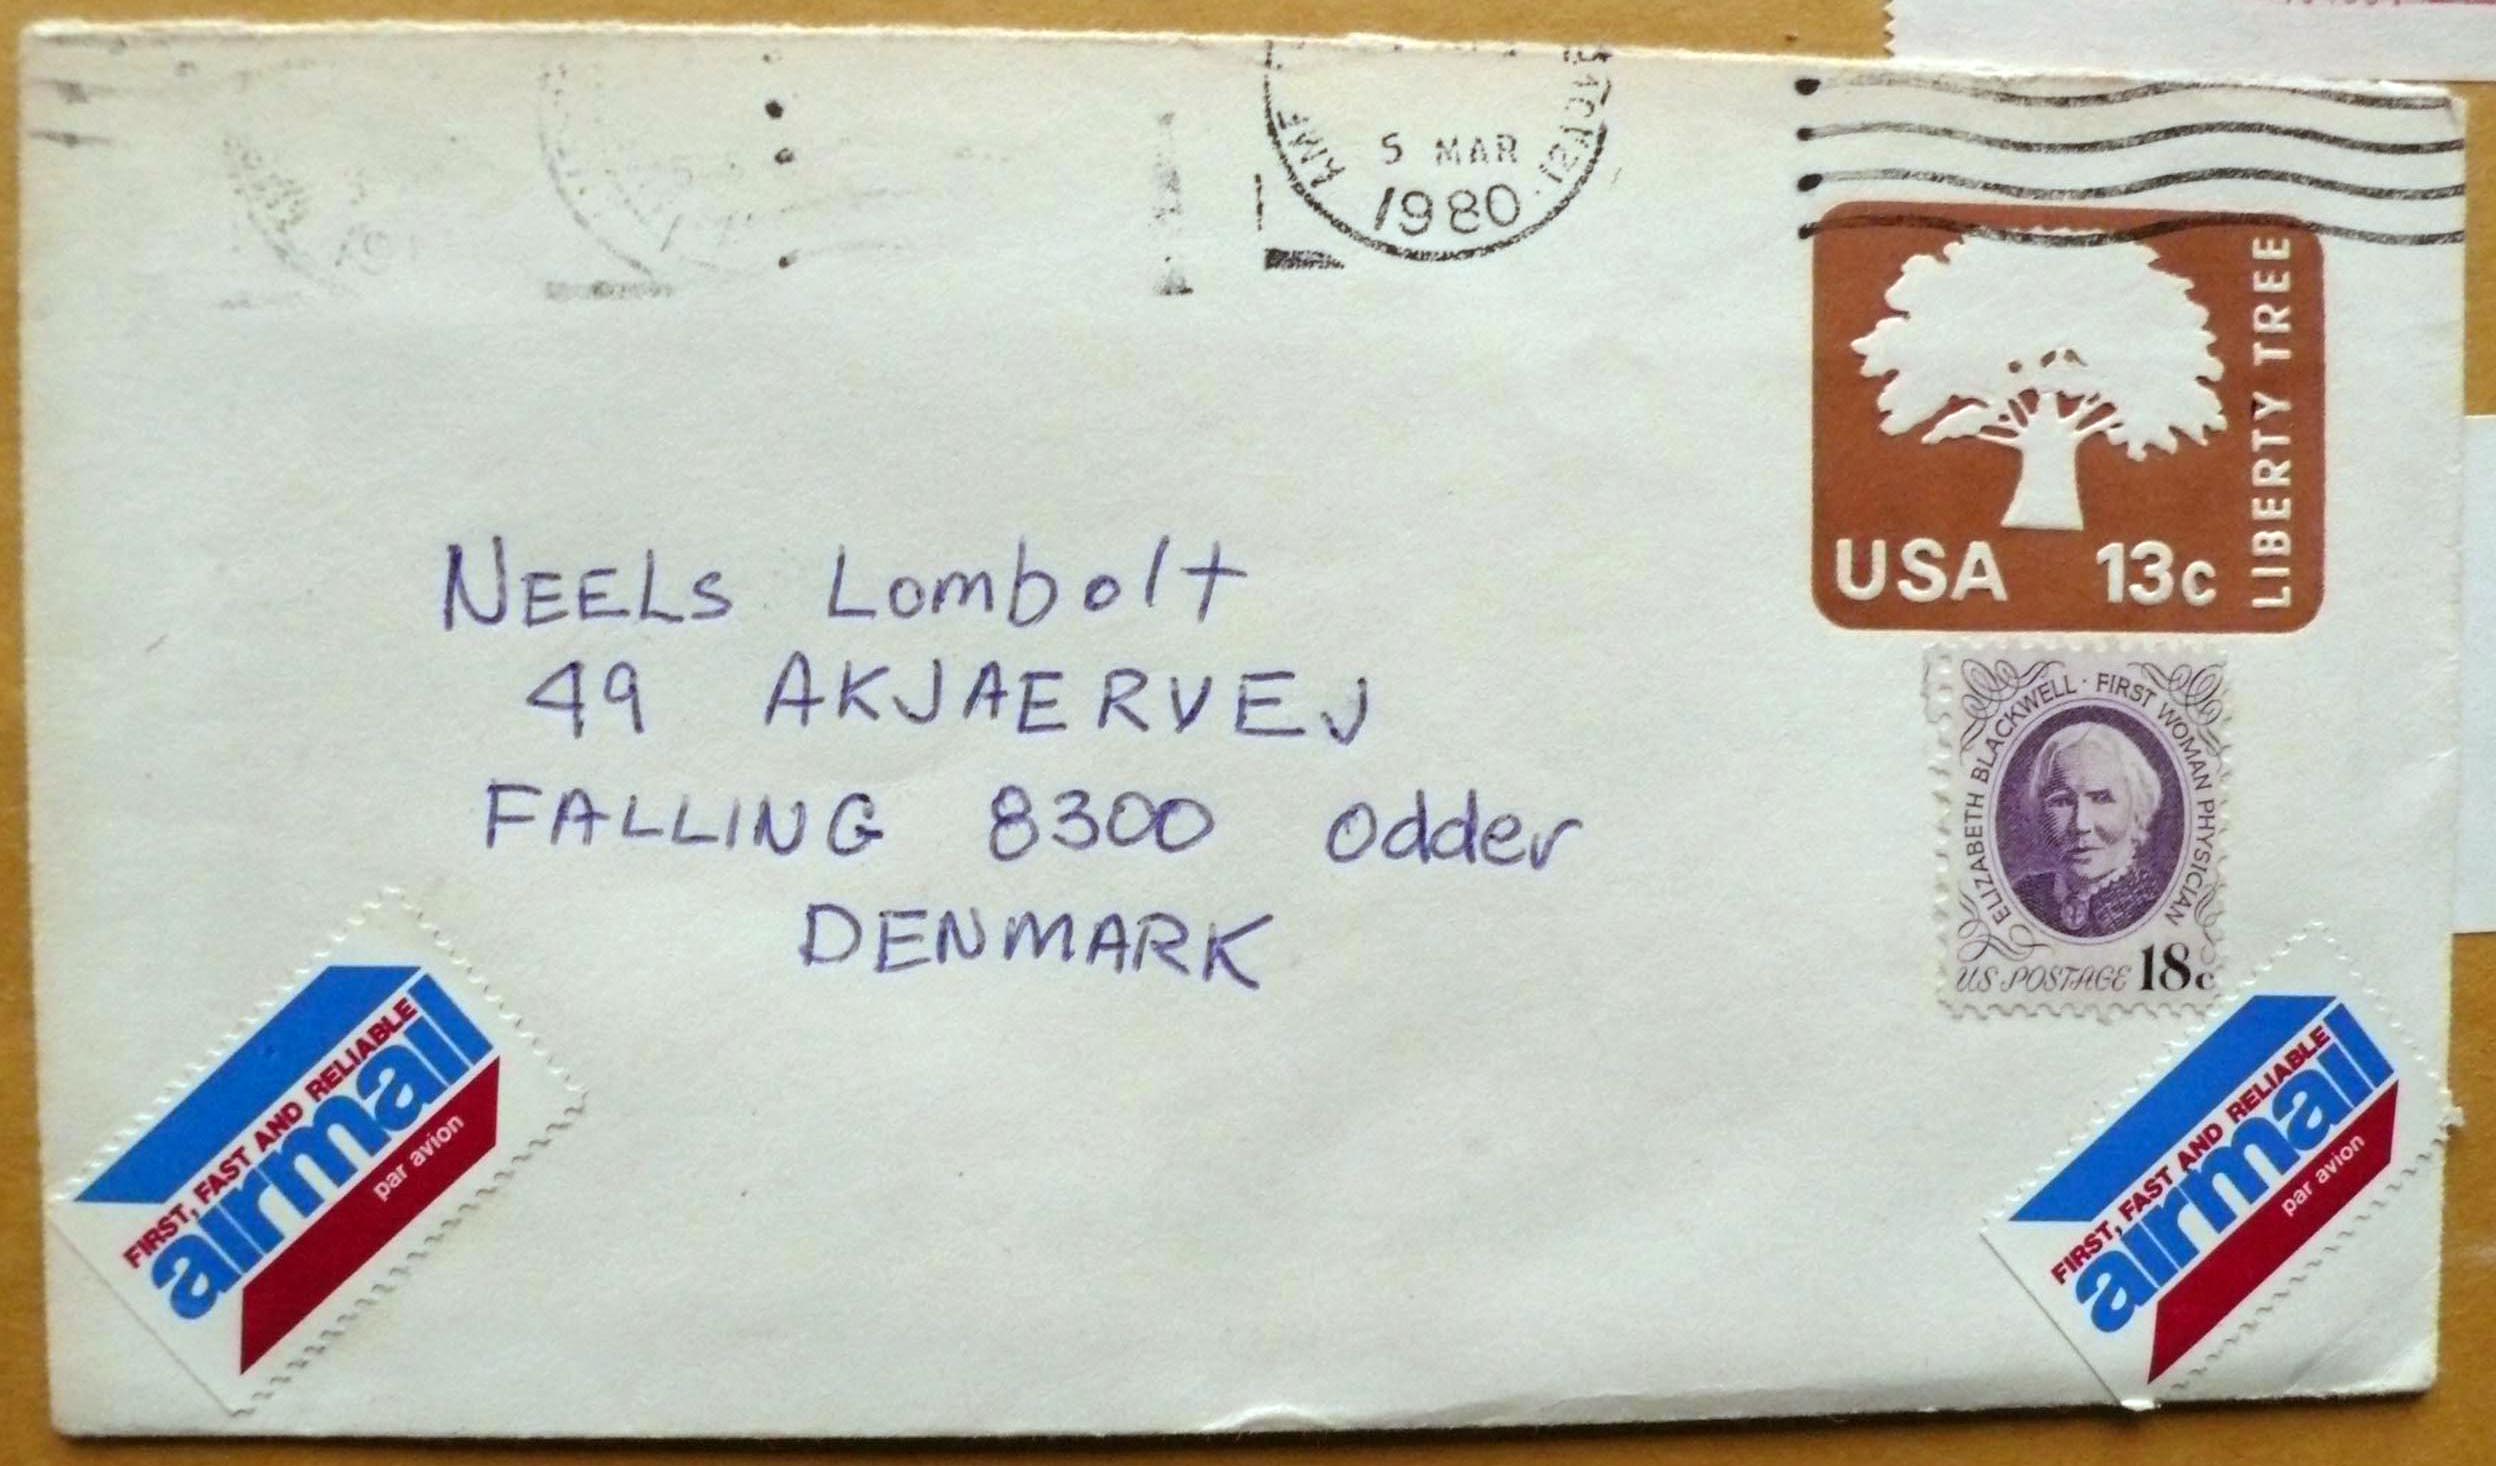 AMF
5 MAR
1980
LIBERTY TREE
USA 13c
NEELS Lombolt
49 AKJAERVEJ
FALLING 8300 odder
DENMARK
ELIZABETH BLACKWELL · FIRST WOMAN PHYSICIAN
US POSTAGE 18c
FIRST, FAST AND RELIABLE
airmail
par avion
FIRST, FAST AND RELIABLE
airmail
par avion